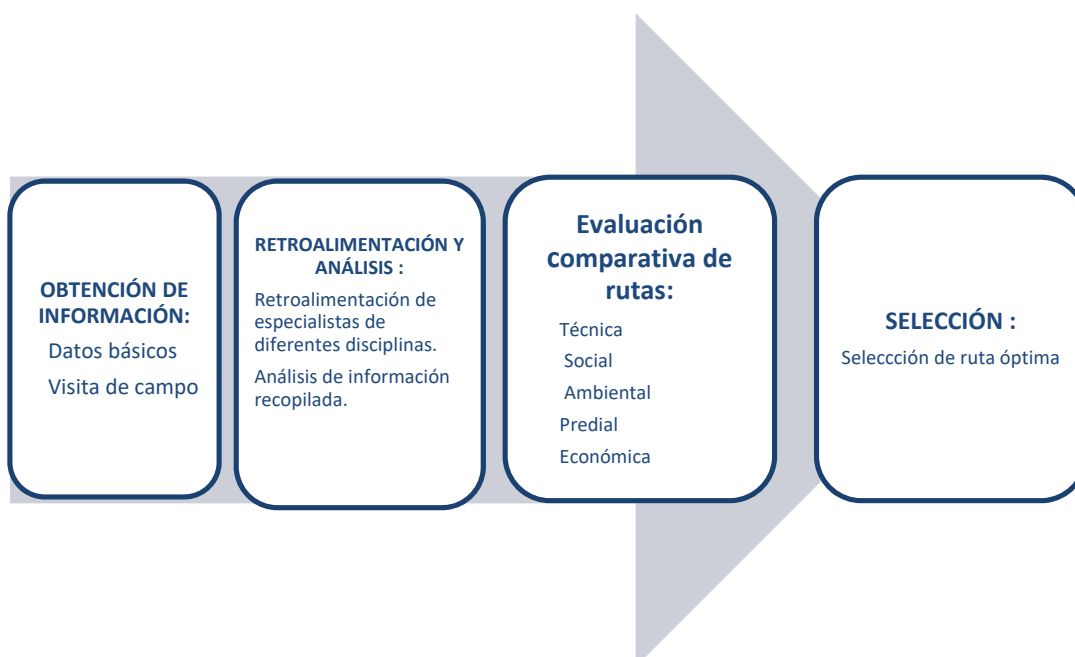 OBTENCIÓN DE
INFORMACIÓN:
Datos básicos
Visita de campo
RETROALIMENTACIÓN Y
ANÁLISIS :
Retroalimentación de
especialistas de
diferentes disciplinas.
Análisis de información
recopilada.
Evaluación
comparativa de
rutas:
Técnica
Social
Ambiental
Predial
Económica
SELECCIÓN :
Seleccción de ruta óptima